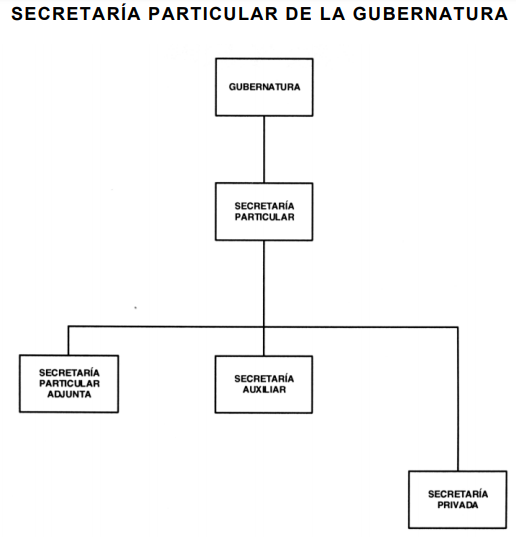 SECRETARÍA PARTICULAR DE LA GUBERNATURA
GUBERNATURA
SECRETARÍA
PARTICULAR
SECRETARÍA
PARTICULAR
ADJUNTA
SECRETARÍA
AUXILIAR
SECRETARÍA
PRIVADA